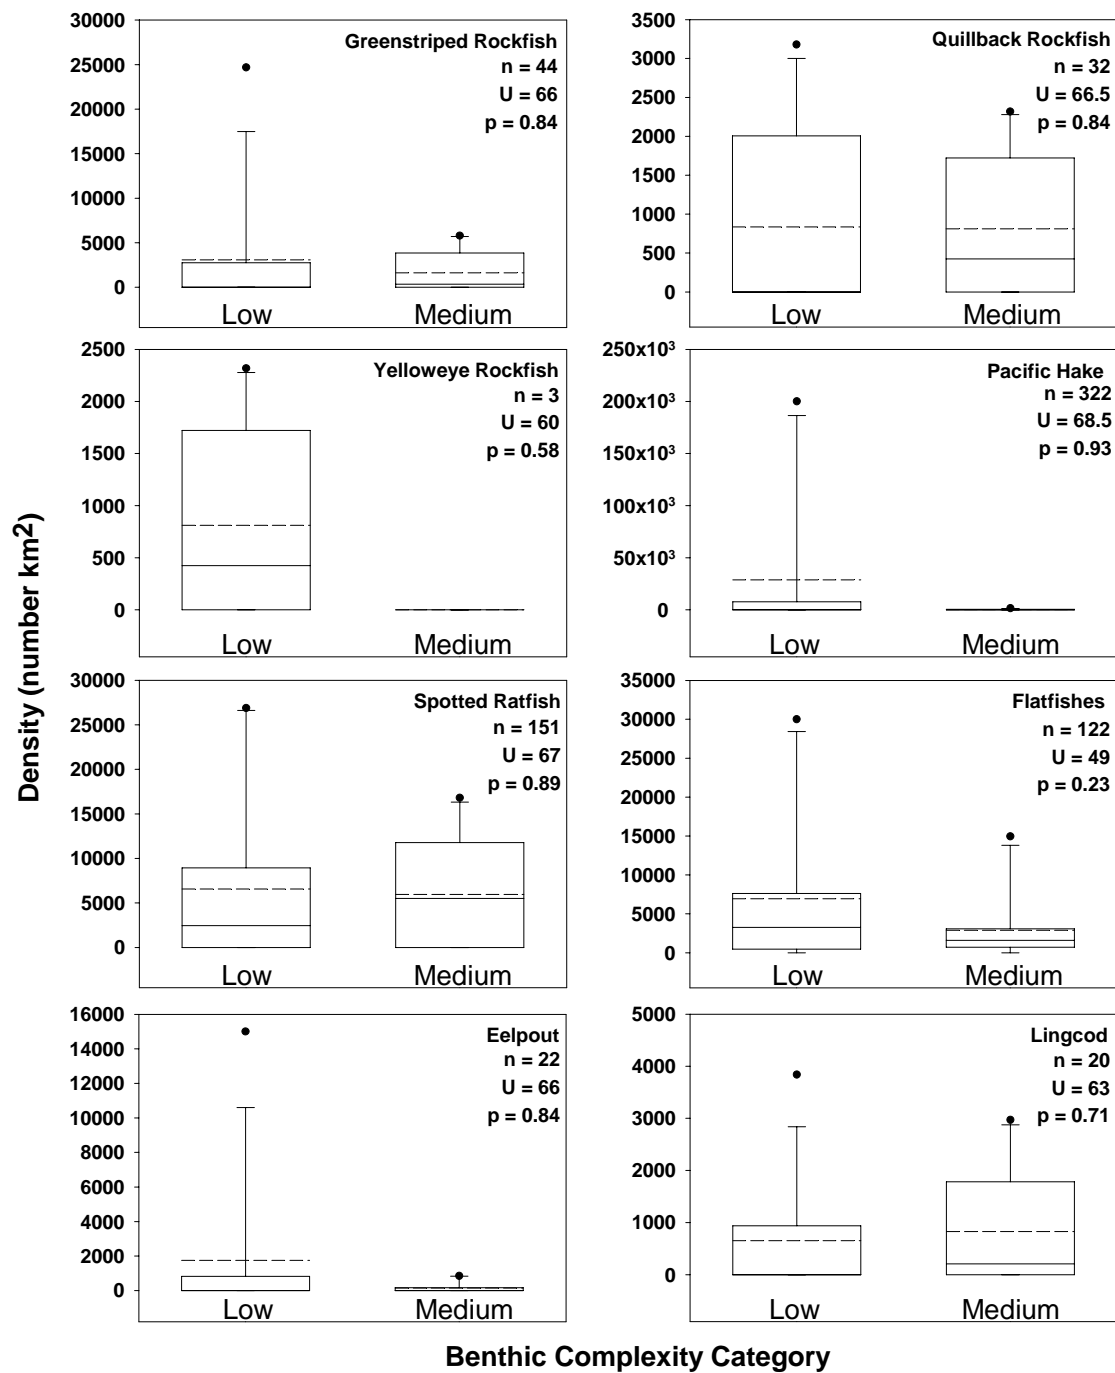 Density (number km2)
30000
25000
20000
15000
10000
5000
0
Greenstriped Rockfish
n = 44
U = 66
p = 0.84
Low Medium
3500
3000
2500
2000
1500
1000
500
0
Quillback Rockfish
n = 32
U = 66.5
p = 0.84
Low Medium
2500
2000
1500
1000
500
0
Yelloweye Rockfish
n = 3
U = 60
p = 0.58
Low Medium
250x10³
200x10³
150x10³
100x10³
50x10³
0
Pacific Hake
n = 322
U = 68.5
p = 0.93
Low Medium
30000
25000
20000
15000
10000
5000
0
Spotted Ratfish
n = 151
U = 67
p = 0.89
Low Medium
35000
30000
25000
20000
15000
10000
5000
0
Flatfishes
n = 122
U = 49
p = 0.23
Low Medium
16000
14000
12000
10000
8000
6000
4000
2000
0
Eelpout
n = 22
U = 66
p = 0.84
Low Medium
5000
4000
3000
2000
1000
0
Lingcod
n = 20
U = 63
p = 0.71
Low Medium
Benthic Complexity Category